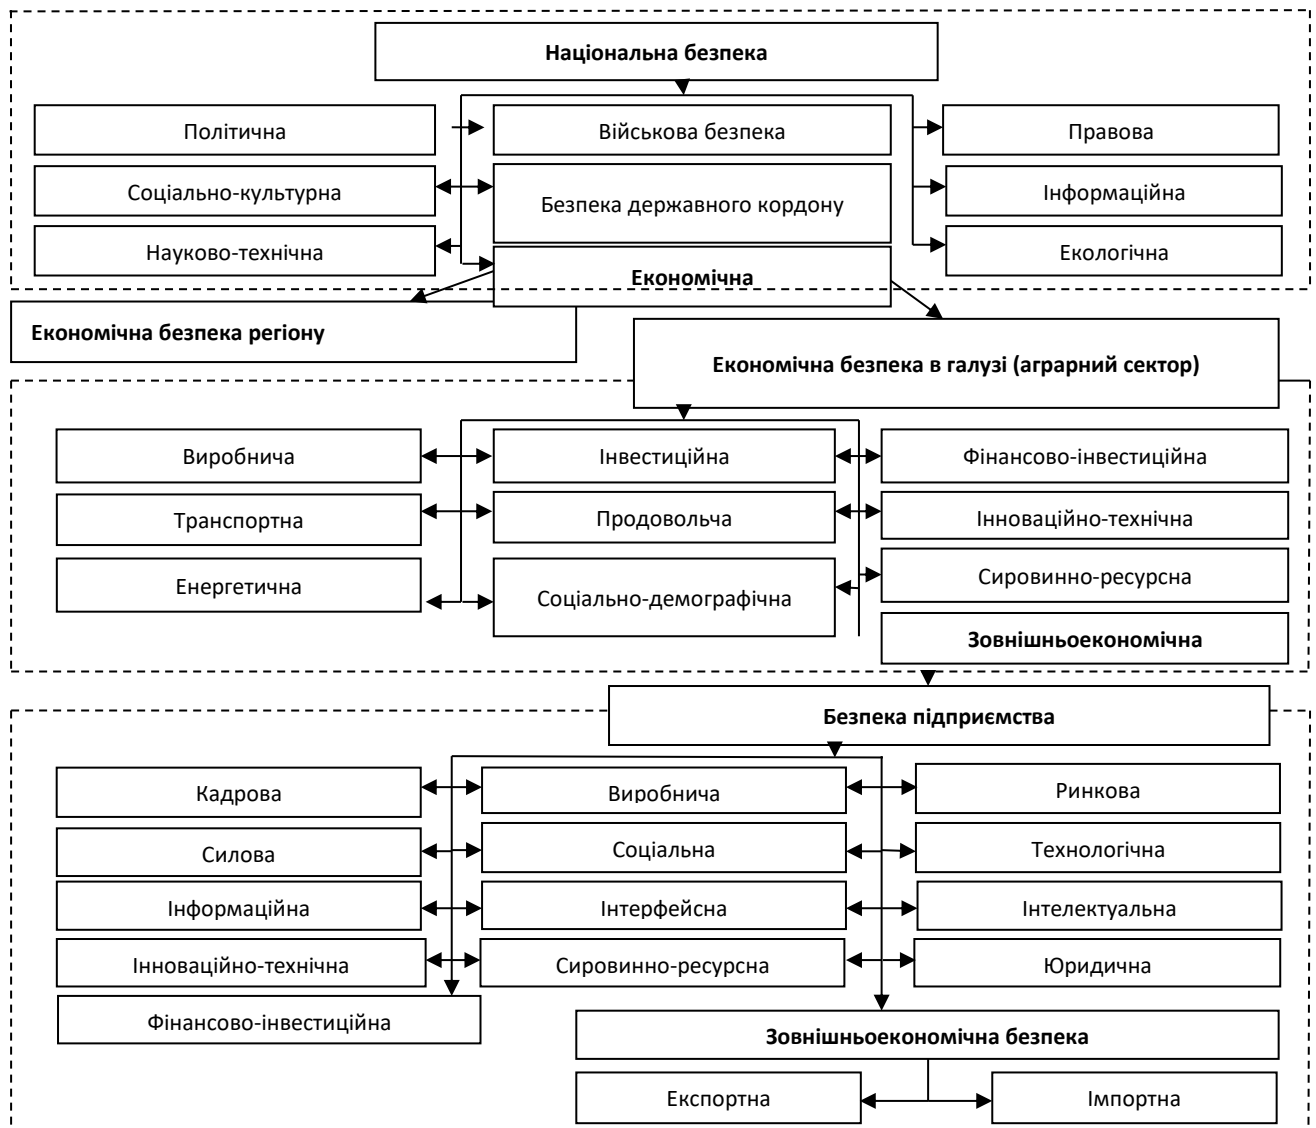 Національна безпека
Політична
Військова безпека
Правова
Соціально-культурна
Безпека державного кордону
Інформаційна
Науково-технічна
Екологічна
Економічна
Економічна безпека регіону
Економічна безпека в галузі (аграрний сектор)
Виробнича
Інвестиційна
Фінансово-інвестиційна
Транспортна
Продовольча
Інноваційно-технічна
Енергетична
Соціально-демографічна
Сировинно-ресурсна
Зовнішньоекономічна
Безпека підприємства
Кадрова
Виробнича
Ринкова
Силова
Соціальна
Технологічна
Інформаційна
Інтерфейсна
Інтелектуальна
Інноваційно-технічна
Сировинно-ресурсна
Юридична
Фінансово-інвестиційна
Зовнішньоекономічна безпека
Експортна
Імпортна